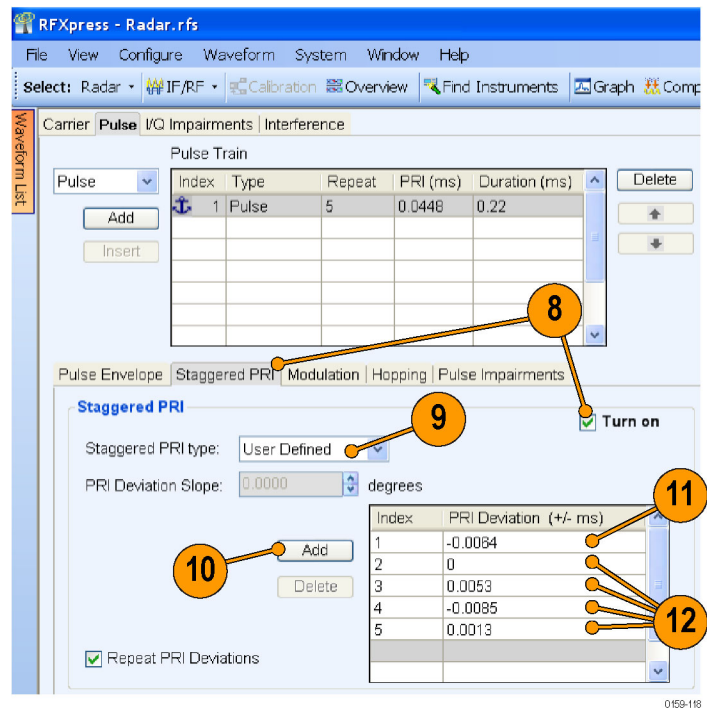 RFXpress - Radar.rfs
File View Configure Waveform System Window Help
Select: Radar IF/RF Calibration Overview Find Instruments Graph Comp
Waveform List
Carrier Pulse I/Q Impairments Interference
Pulse Train
Pulse
Add
Insert
Index Type Repeat PRI (ms) Duration (ms)
1 Pulse 5 0.0448 0.22
Delete
8
Pulse Envelope Staggered PRI Modulation Hopping Pulse Impairments
Staggered PRI
Turn on
9
Staggered PRI type: User Defined
PRI Deviation Slope: 0.0000 degrees
11
Index PRI Deviation (+/- ms)
1 -0.0064
2 0
3 0.0053
4 -0.0085
5 0.0013
10
Add
Delete
12
Repeat PRI Deviations
0159-118